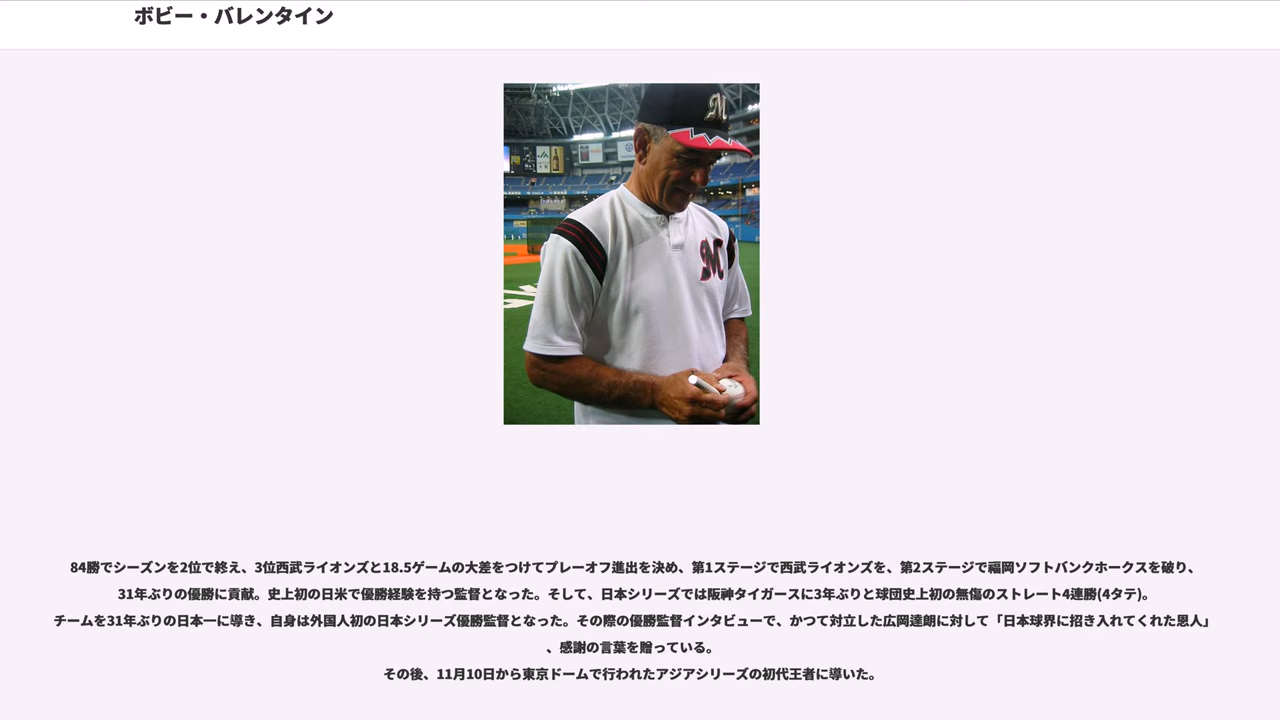 ボビー・バレンタイン
84勝でシーズンを2位で終え、3位西武ライオンズと18.5ゲームの大差をつけてプレーオフ進出を決め、第1ステージで西武ライオンズを、第2ステージで福岡ソフトバンクホークスを破り、
31年ぶりの優勝に貢献。史上初の日米で優勝経験を持つ監督となった。そして、日本シリーズでは阪神タイガースに3年ぶりと球団史上初の無傷のストレート4連勝(4タテ)。
チームを31年ぶりの日本一に導き、自身は外国人初の日本シリーズ優勝監督となった。その際の優勝監督インタビューで、かつて対立した広岡達朗に対して「日本球界に招き入れてくれた恩人」
、感謝の言葉を贈っている。
その後、11月10日から東京ドームで行われたアジアシリーズの初代王者に導いた。